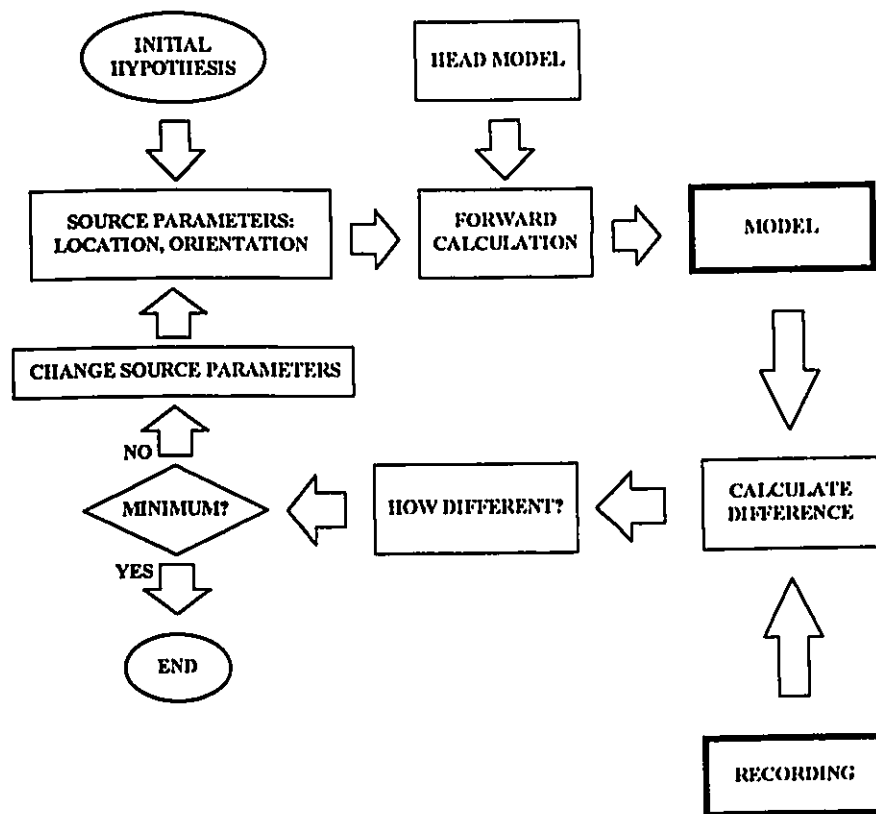 INITIAL
HYPOTHESIS
HEAD MODEL
SOURCE PARAMETERS:
LOCATION, ORIENTATION
FORWARD
CALCULATION
MODEL
CHANGE SOURCE PARAMETERS
NO
MINIMUM?
HOW DIFFERENT?
CALCULATE
DIFFERENCE
YES
END
RECORDING